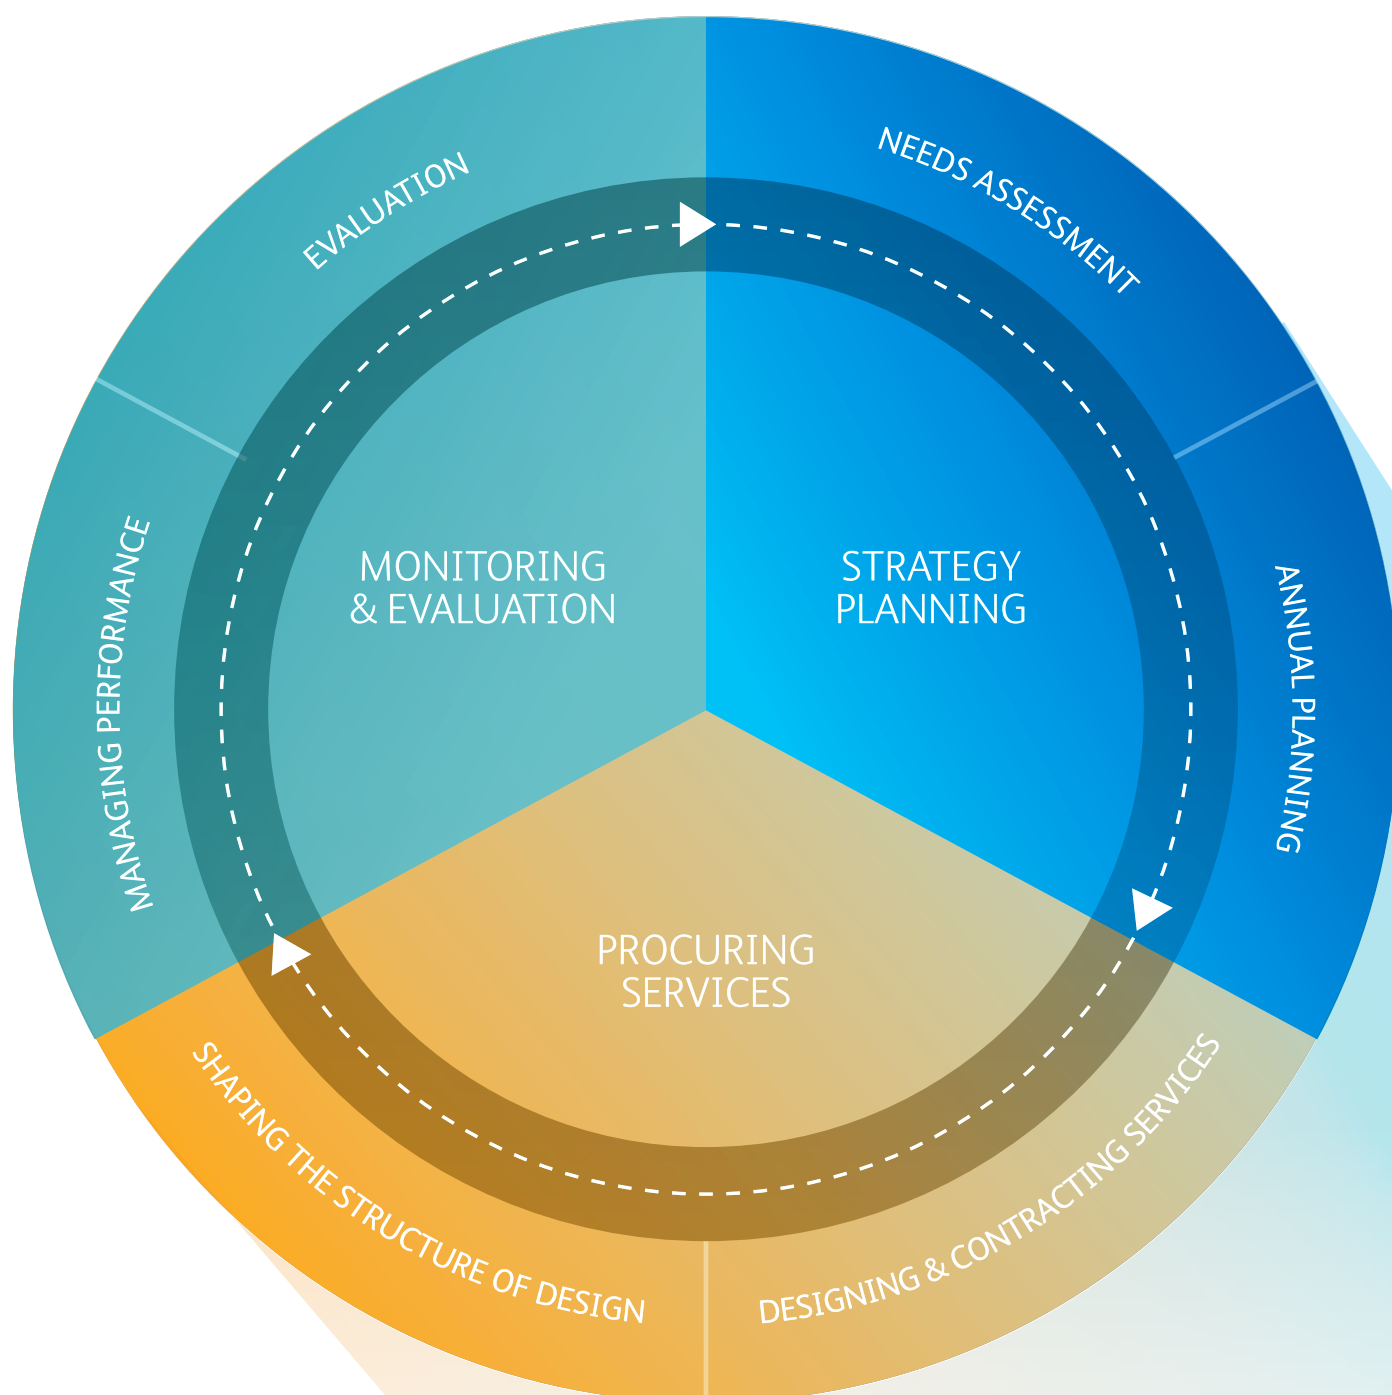 EVALUATION
NEEDS ASSESSMENT
MONITORING
& EVALUATION
STRATEGY
PLANNING
MANAGING PERFORMANCE
ANNUAL PLANNING
PROCURING
SERVICES
SHAPING THE STRUCTURE OF DESIGN
DESIGNING & CONTRACTING SERVICES